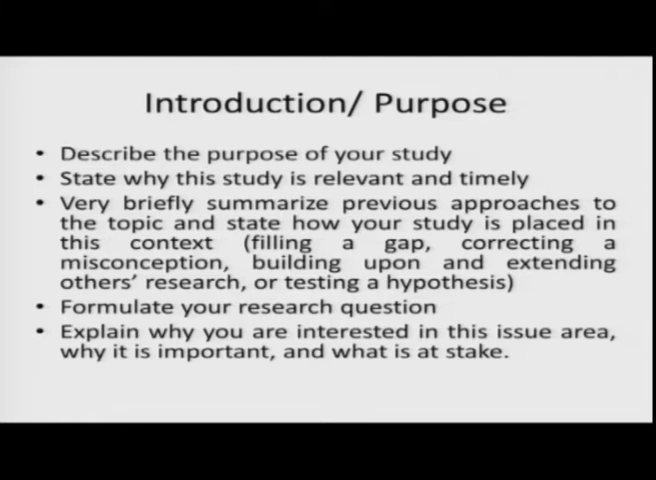 Introduction/ Purpose
• Describe the purpose of your study
• State why this study is relevant and timely
• Very briefly summarize previous approaches to
the topic and state how your study is placed in
this context (filling a gap, correcting a
misconception, building upon and extending
others' research, or testing a hypothesis)
• Formulate your research question
• Explain why you are interested in this issue area,
why it is important, and what is at stake.